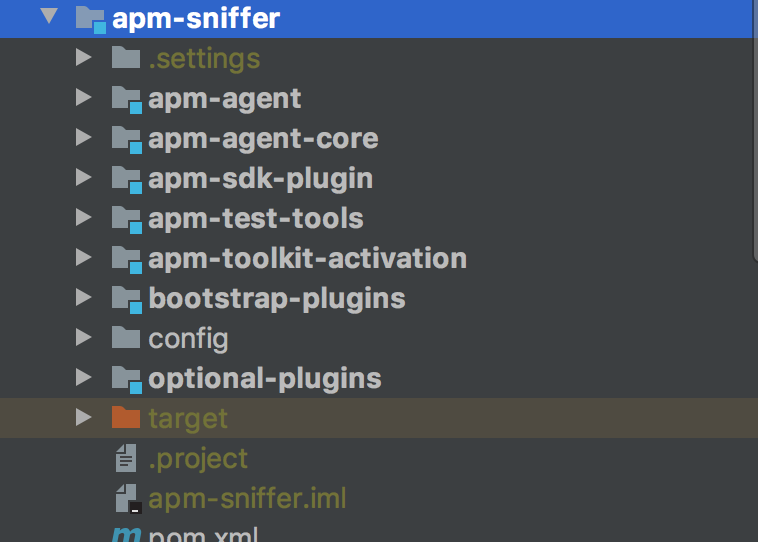 apm-sniffer
.settings
apm-agent
apm-agent-core
apm-sdk-plugin
apm-test-tools
apm-toolkit-activation
bootstrap-plugins
config
optional-plugins
target
.project
apm-sniffer.iml
pom.xml